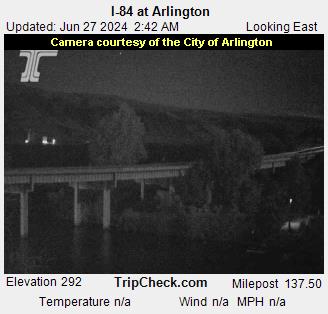 I-84 at Arlington
Updated: Jun 27 2024 2:42 AM Looking East
Camera courtesy of the City of Arlington
Elevation 292 TripCheck.com Milepost 137.50
Temperature n/a Wind n/a MPH n/a